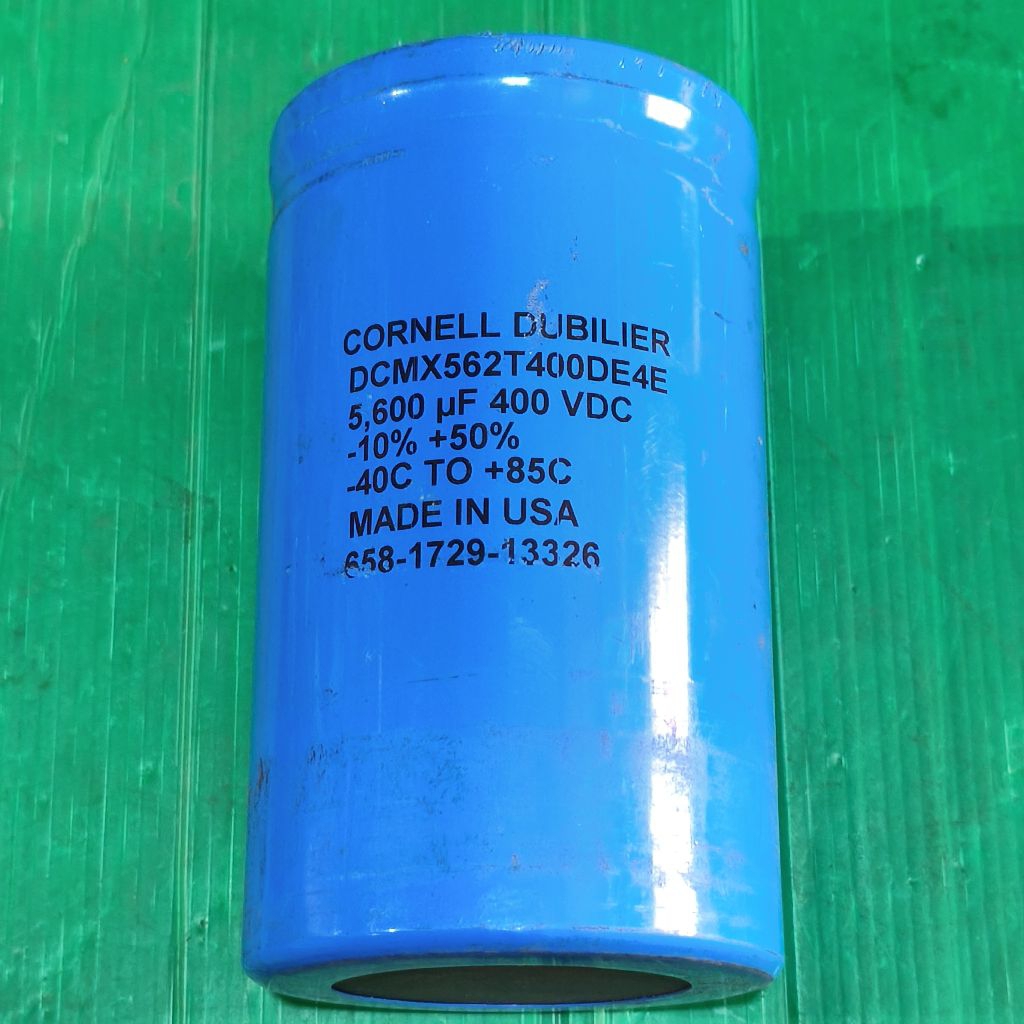 CORNELL DUBILIER
DCMX562T400DE4E
5,600 µF 400 VDC
-10% +50%
-40C TO +85C
MADE IN USA
658-1729-13326